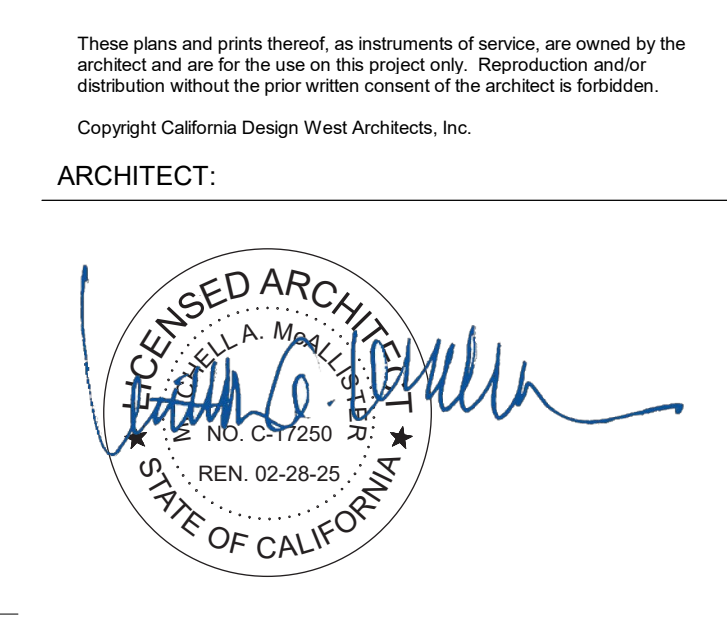 These plans and prints thereof, as instruments of service, are owned by the
architect and are for the use on this project only. Reproduction and/or
distribution without the prior written consent of the architect is forbidden.
Copyright California Design West Architects, Inc.
ARCHITECT:
LICENSED ARCHITECT
MITCHELL A. McALLISTER
NO. C-17250
REN. 02-28-25
STATE OF CALIFORNIA